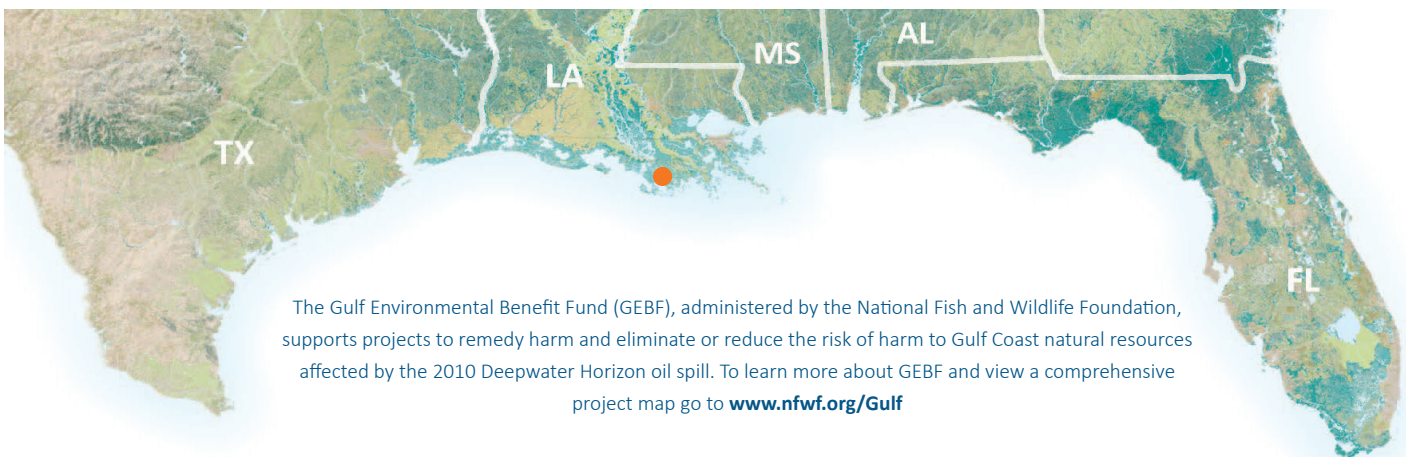 AL
MS
LA
TX
FL
The Gulf Environmental Benefit Fund (GEBF), administered by the National Fish and Wildlife Foundation,
supports projects to remedy harm and eliminate or reduce the risk of harm to Gulf Coast natural resources
affected by the 2010 Deepwater Horizon oil spill. To learn more about GEBF and view a comprehensive
project map go to www.nfwf.org/Gulf